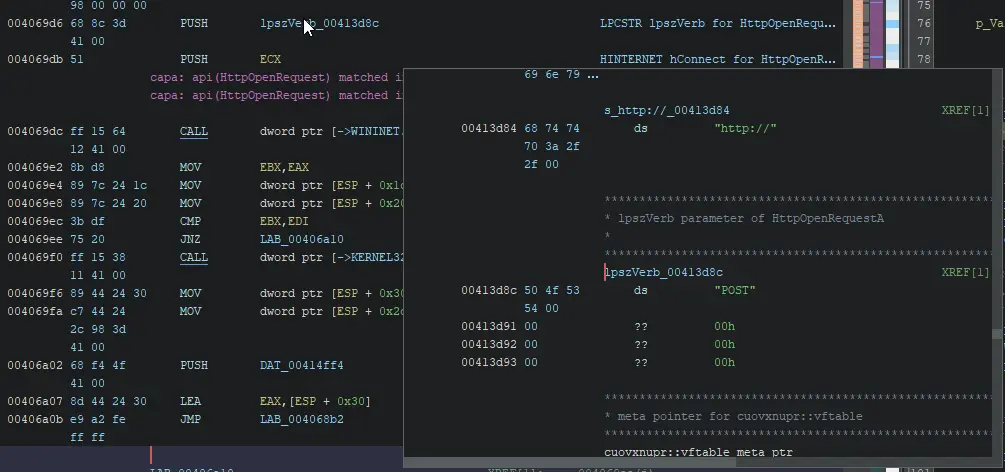 98 00 00 00
004069d6 68 8c 3d PUSH lpszVerb_00413d8c LPCSTR lpszVerb for HttpOpenRequ...
41 00
004069db 51 PUSH ECX HINTERNET hConnect for HttpOpenR...
capa: api(HttpOpenRequest) matched i
capa: api(HttpOpenRequest) matched i
004069dc ff 15 64 CALL dword ptr [->WININET.
12 41 00
004069e2 8b d8 MOV EBX,EAX
004069e4 89 7c 24 1c MOV dword ptr [ESP + 0x1c
004069e8 89 7c 24 20 MOV dword ptr [ESP + 0x20
004069ec 3b df CMP EBX,EDI
004069ee 75 20 JNZ LAB_00406a10
004069f0 ff 15 38 CALL dword ptr [->KERNEL32
11 41 00
004069f6 89 44 24 30 MOV dword ptr [ESP + 0x30
004069fa c7 44 24 MOV dword ptr [ESP + 0x2c
2c 98 3d
41 00
00406a02 68 f4 4f PUSH DAT_00414ff4
41 00
00406a07 8d 44 24 30 LEA EAX,[ESP + 0x30]
00406a0b e9 a2 fe JMP LAB_004068b2
ff ff
69 6e 79 ...
s_http://_00413d84 XREF[1]
00413d84 68 74 74 ds "http://"
70 3a 2f
2f 00
************************************************************
* lpszVerb parameter of HttpOpenRequestA
*
************************************************************
lpszVerb_00413d8c XREF[1]
00413d8c 50 4f 53 ds "POST"
54 00
00413d91 00 ?? 00h
00413d92 00 ?? 00h
00413d93 00 ?? 00h
************************************************************
* meta pointer for cuovxnupr::vftable
************************************************************
cuovxnupr::vftable_meta_ptr
75
76
77
78
p_Va